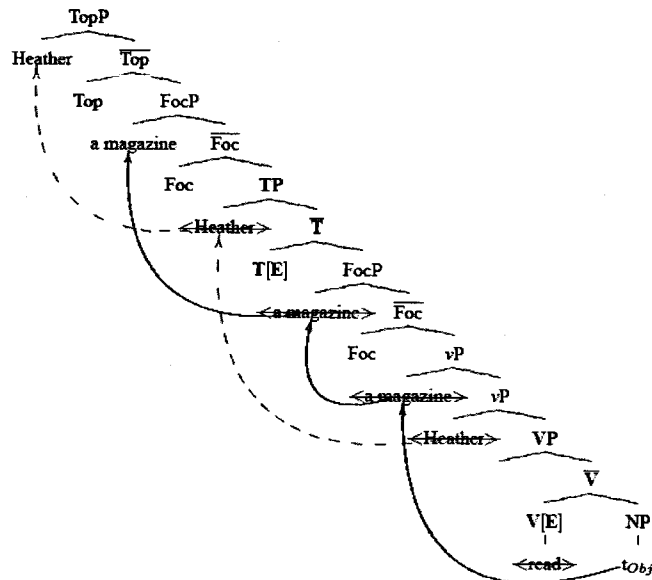 TopP
Heather Top
Top FocP
a magazine Foc
Foc TP
Heather T
T[E] FocP
a magazine Foc
Foc vP
a magazine vP
Heather VP
V
V[E] NP
read tObj